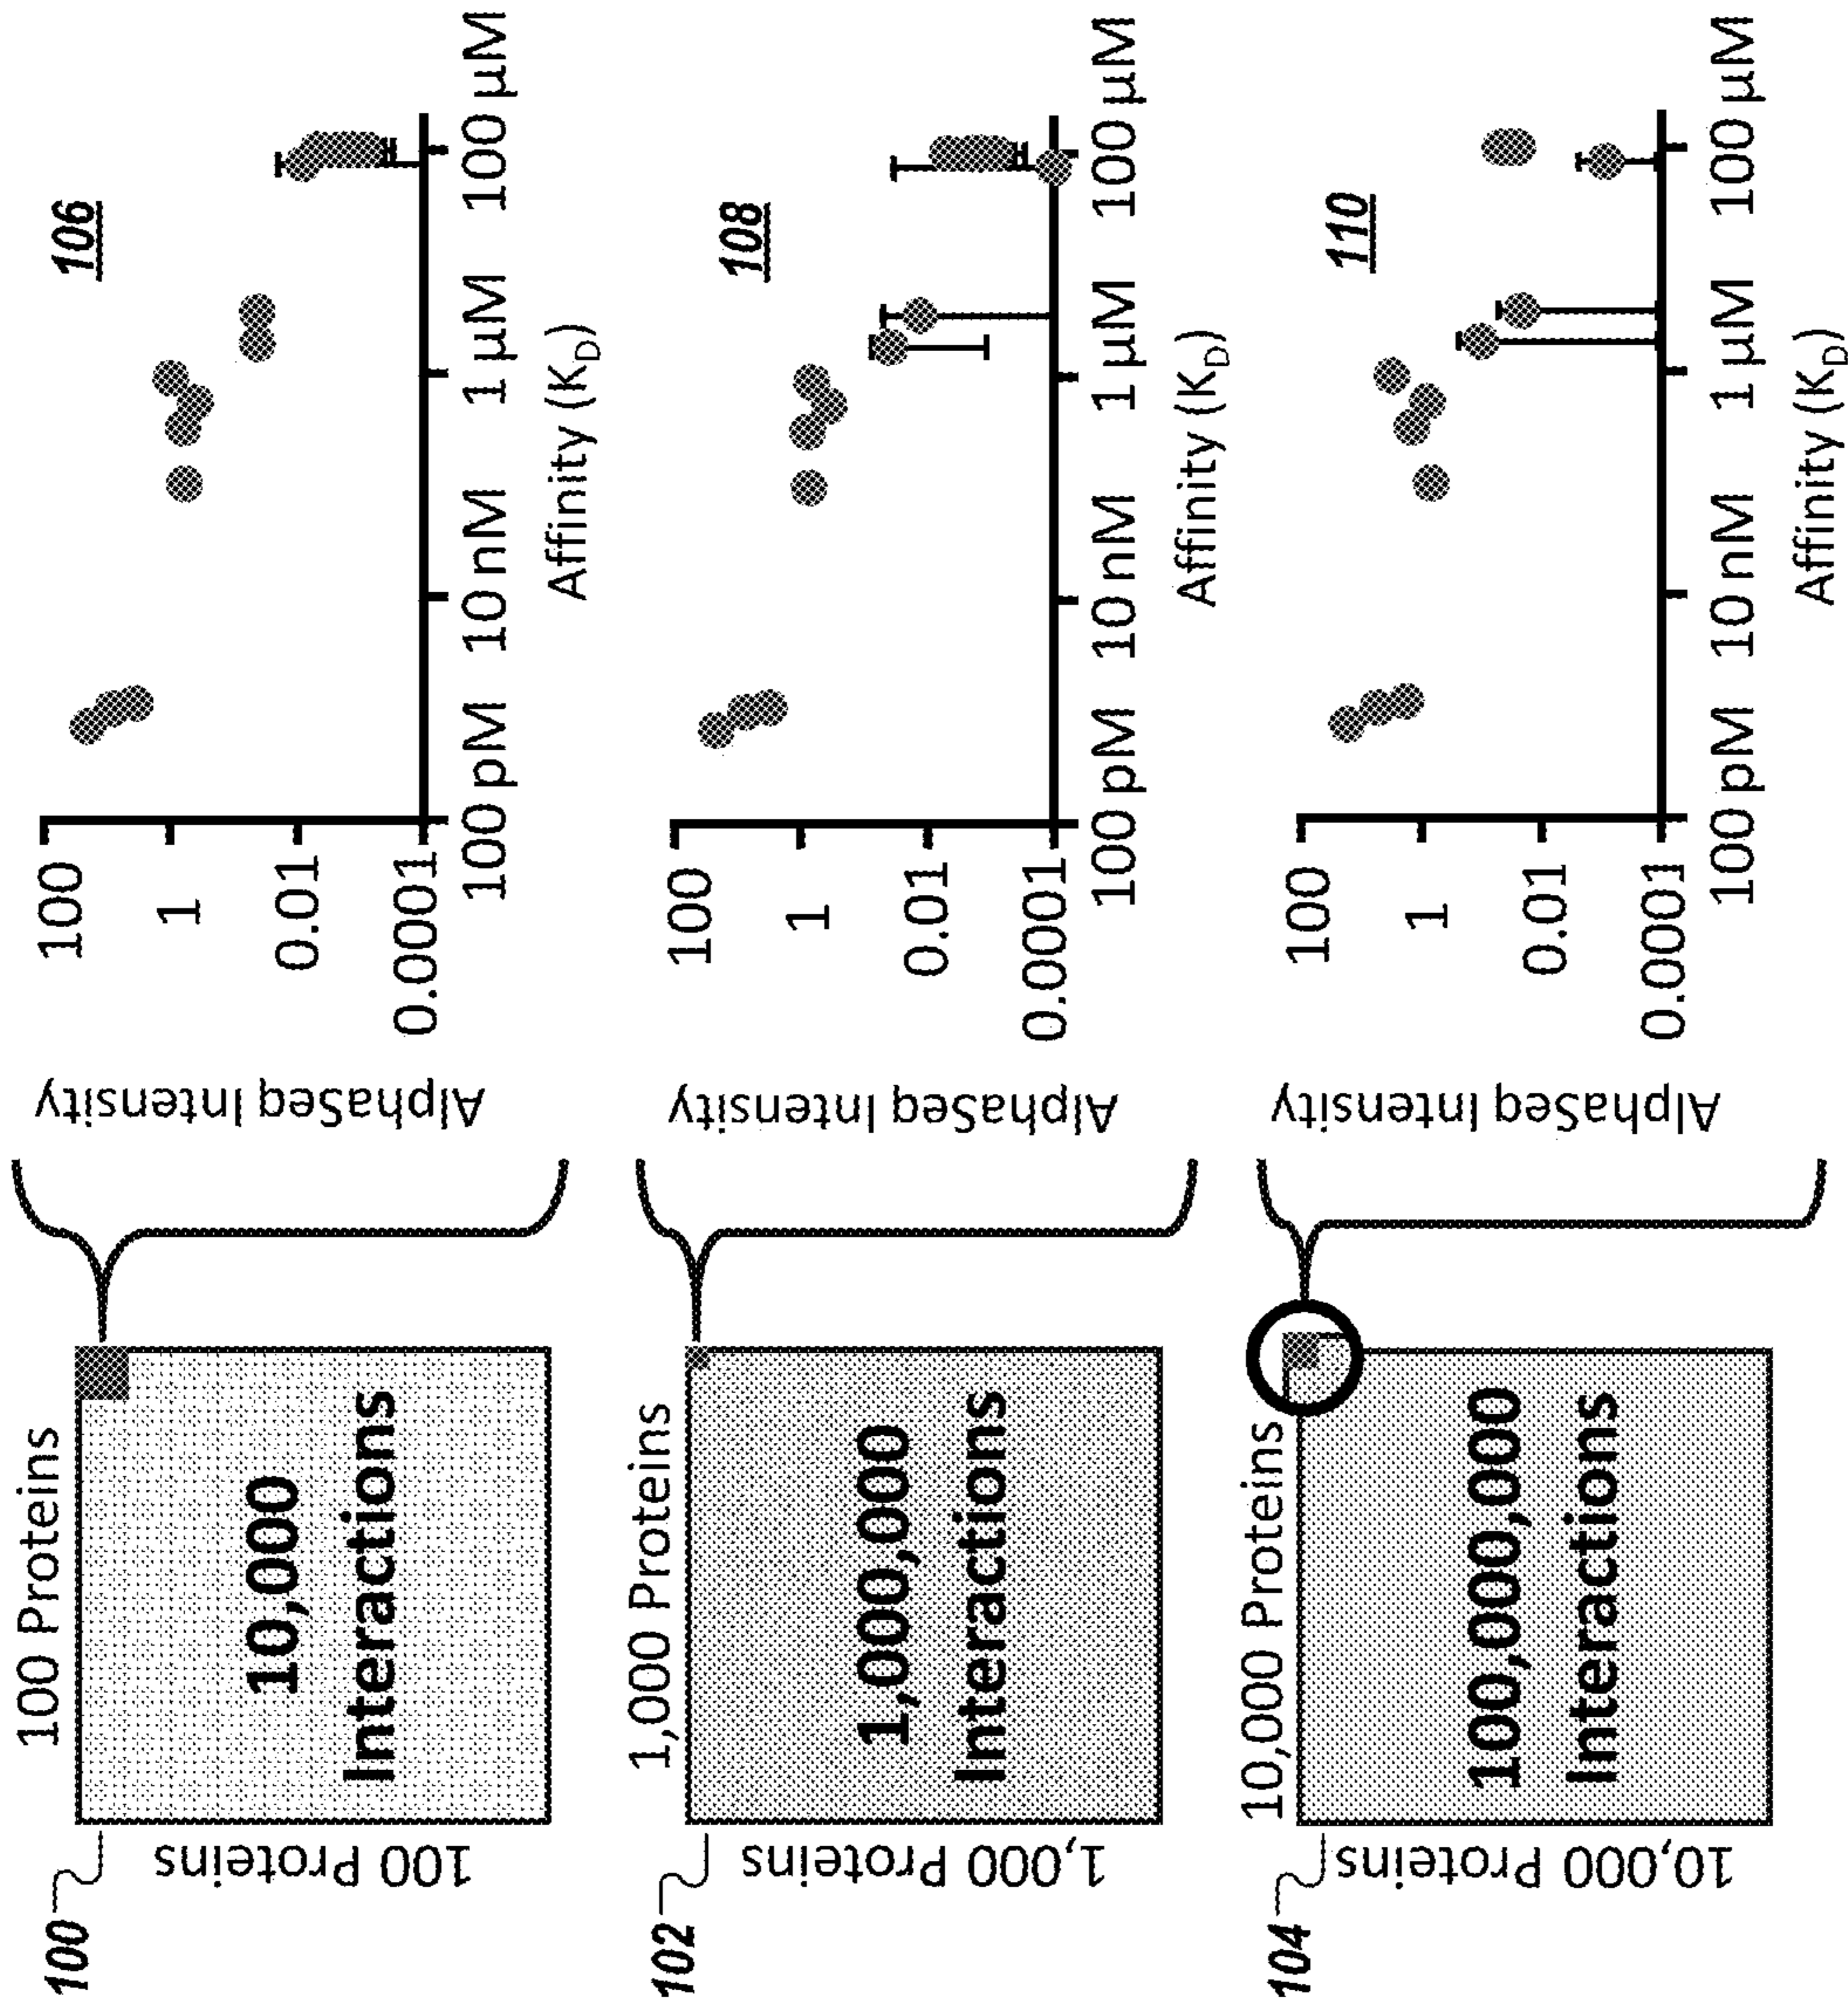 100
100 Proteins
100 Proteins
10,000
Interactions
AlphaSeq Intensity
100
1
0.01
0.0001
106
100 pM
10 nM
1 µM
100 µM
Affinity (KD)
102
1,000 Proteins
1,000 Proteins
1,000,000
Interactions
AlphaSeq Intensity
100
1
0.01
0.0001
108
100 pM
10 nM
1 µM
100 µM
Affinity (KD)
104
10,000 Proteins
10,000 Proteins
100,000,000
Interactions
AlphaSeq Intensity
100
1
0.01
0.0001
110
100 pM
10 nM
1 µM
100 µM
Affinity (KD)